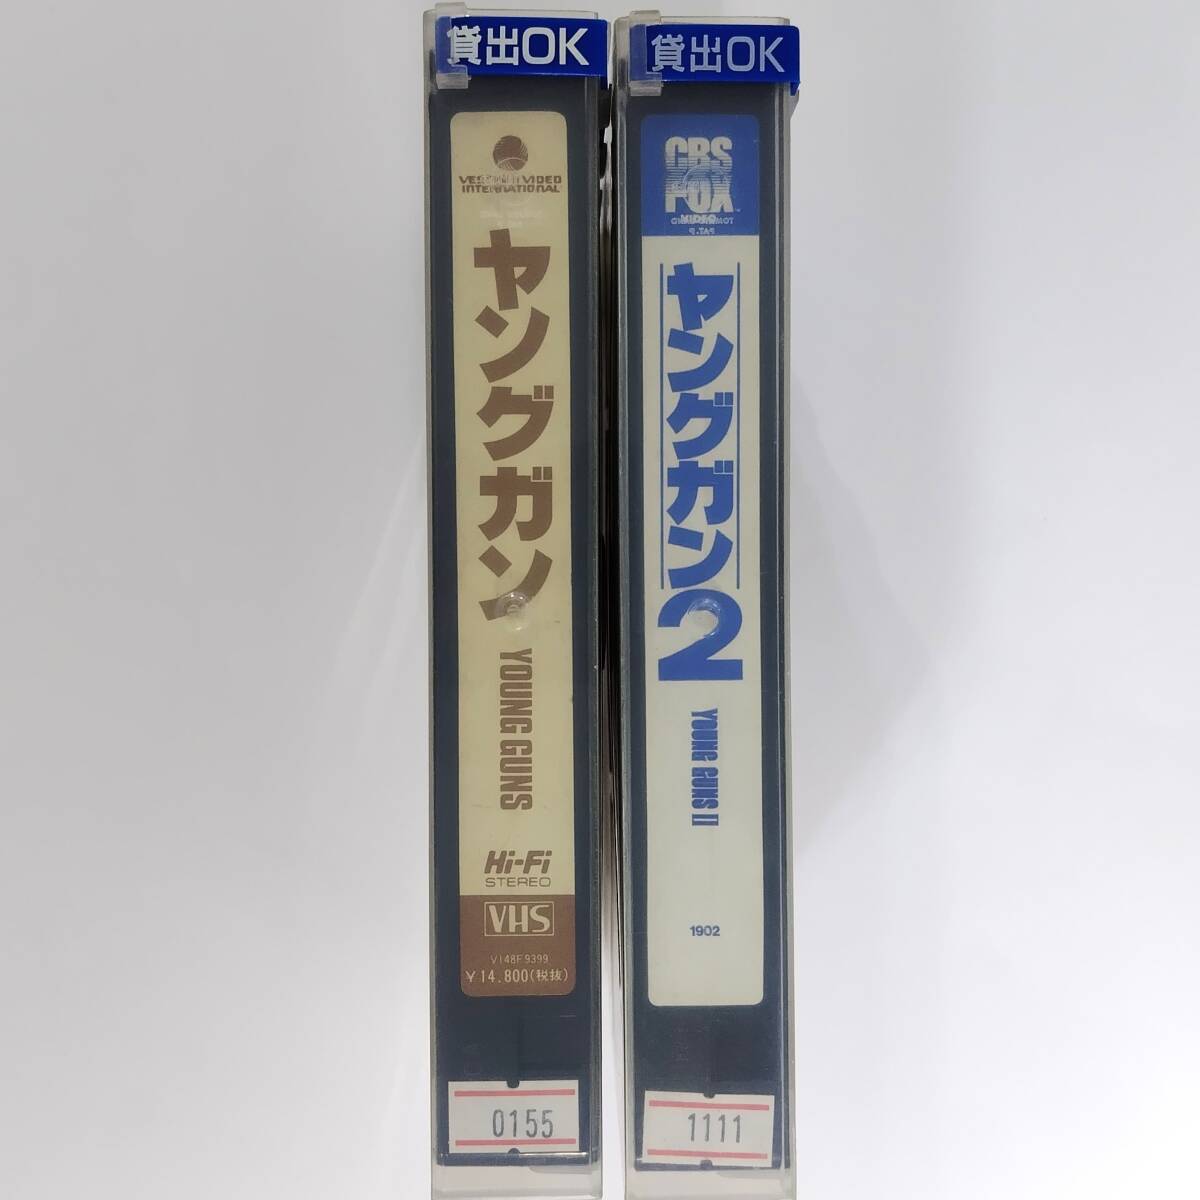 貸出OK
VESTRON VIDEO
INTERNATIONAL
ヤングガン
YOUNG GUNS
Hi-Fi
STEREO
VHS
V148F9399
¥14.800(税抜)
0155
貸出OK
CBS
FOX
VIDEO
ヤングガン2
YOUNG GUNS II
1902
1111